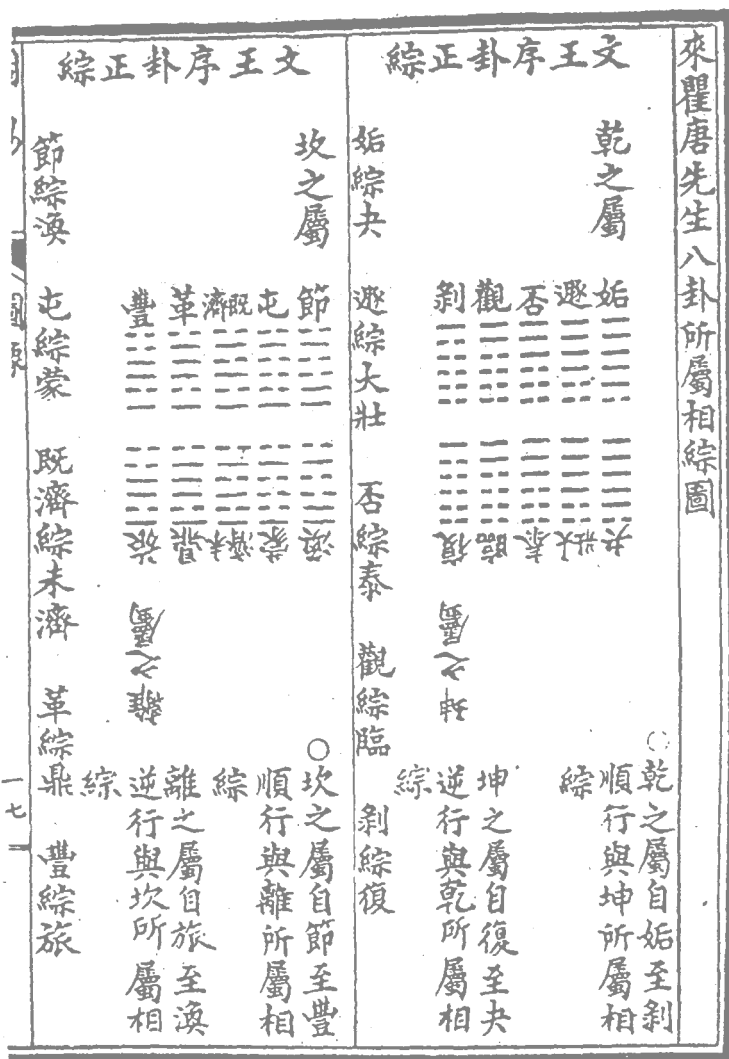 來瞿唐先生八卦所屬相綜圖
文王序卦正綜
乾之屬
姤
遯
否
觀
剝
夬
大壯
泰
臨
復
坤之屬
○乾之屬自姤至剝
順行與坤所屬相
綜
坤之屬自復至夬
逆行與乾所屬相
綜
姤綜夬 遯綜大壯 否綜泰 觀綜臨 剝綜復
文王序卦正綜
坎之屬
節
屯
既濟
革
豐
渙
蒙
未濟
鼎
旅
離之屬
○坎之屬自節至豐
順行與離所屬相
綜
離之屬自旅至渙
逆行與坎所屬相
綜
節綜渙 屯綜蒙 既濟綜未濟 革綜鼎 豐綜旅
一七